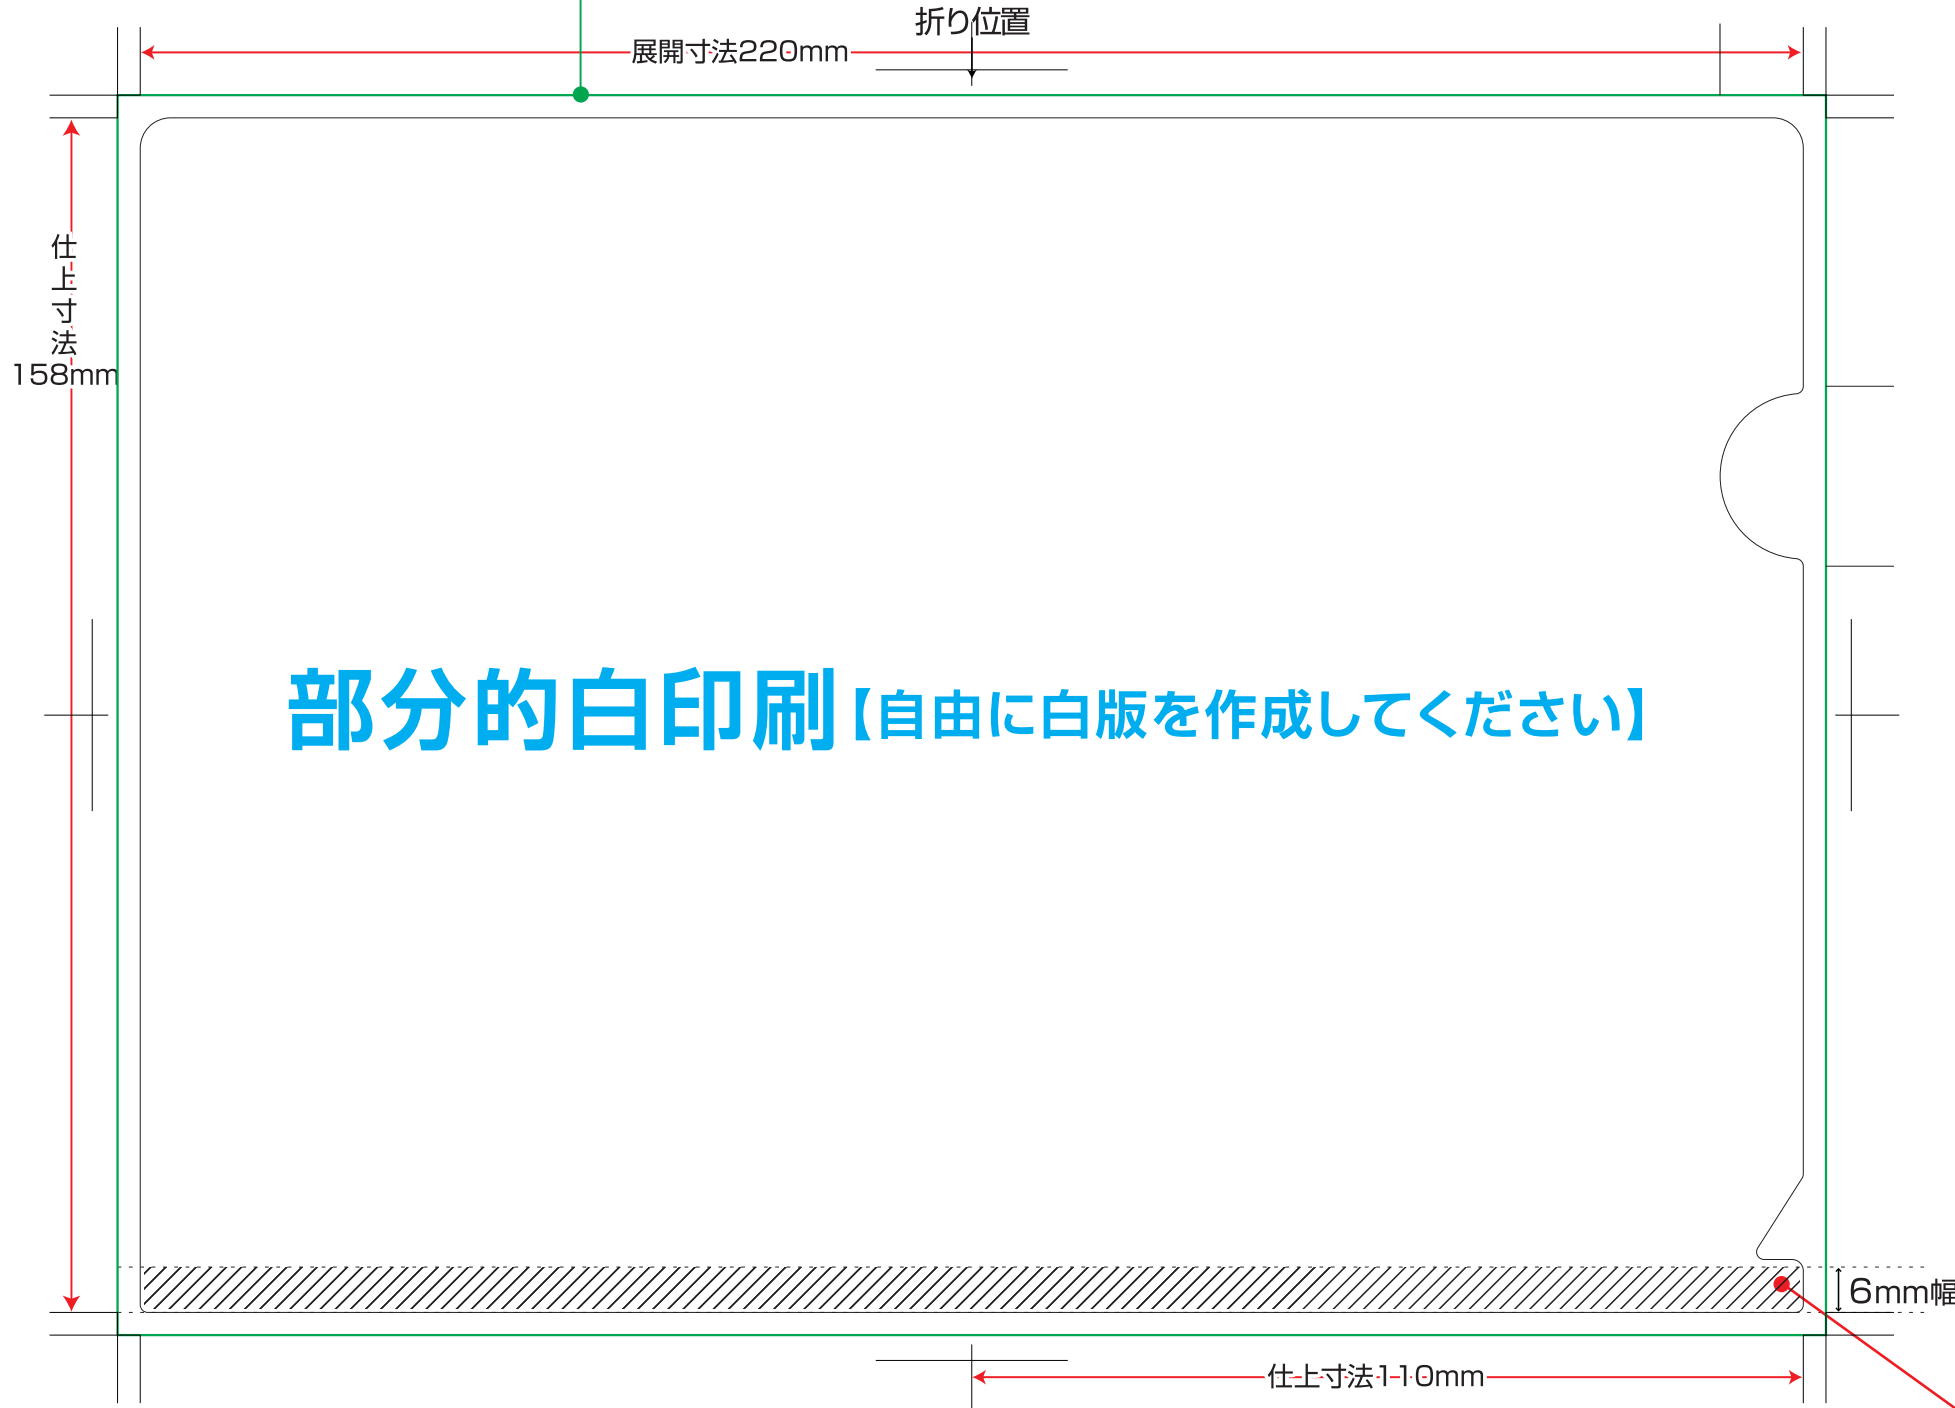 折り位置
展開寸法220mm
仕上寸法
158mm
部分的白印刷【自由に白版を作成してください】
6mm幅
仕上寸法110mm